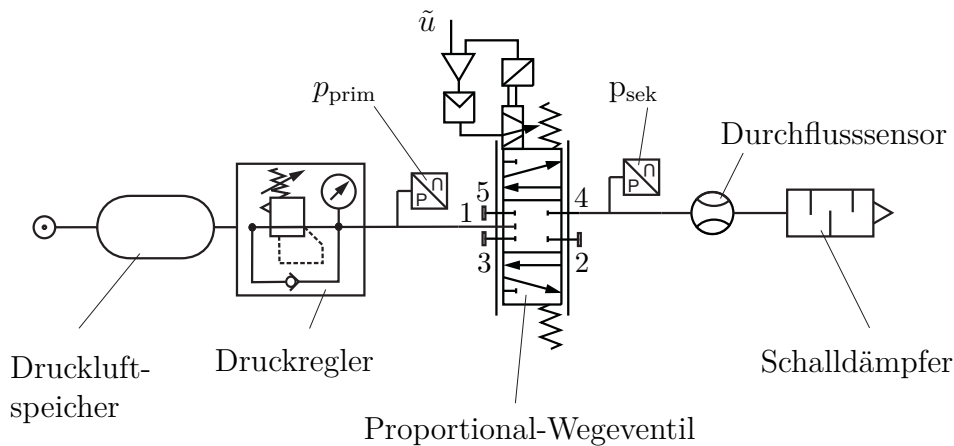 ũ
p_prim
p_sek
Durchflusssensor
P U
P U
5
4
1
3
2
Druckluft-
speicher
Druckregler
Schalldämpfer
Proportional-Wegeventil